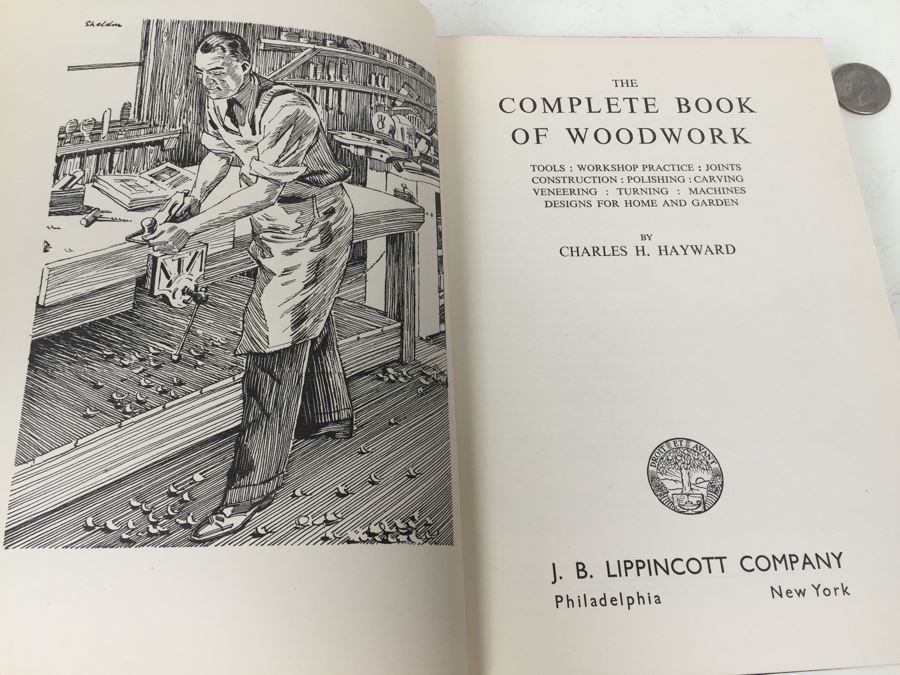 Sheldon
THE
COMPLETE BOOK
OF WOODWORK
TOOLS : WORKSHOP PRACTICE : JOINTS
CONSTRUCTION : POLISHING : CARVING
VENEERING : TURNING : MACHINES
DESIGNS FOR HOME AND GARDEN
BY
CHARLES H. HAYWARD
DROIT ET AVANT
J. B. LIPPINCOTT COMPANY
Philadelphia New York